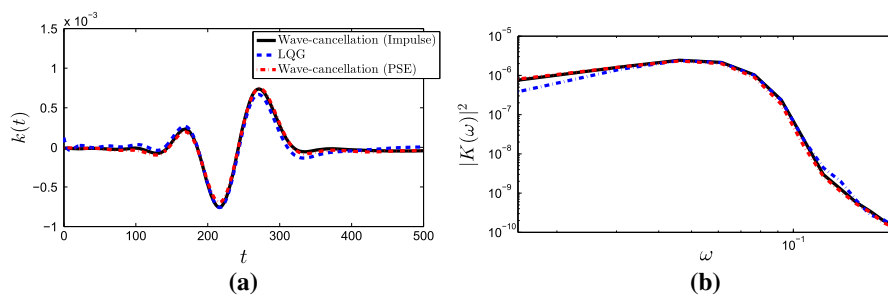 × 10⁻³
1.5
1
0.5
0
−0.5
−1
k(t)
0 100 200 300 400 500
t
Wave-cancellation (Impulse)
LQG
Wave-cancellation (PSE)
(a)
10⁻⁵
10⁻⁶
10⁻⁷
10⁻⁸
10⁻⁹
10⁻¹⁰
|K(ω)|²
10⁻¹
ω
(b)